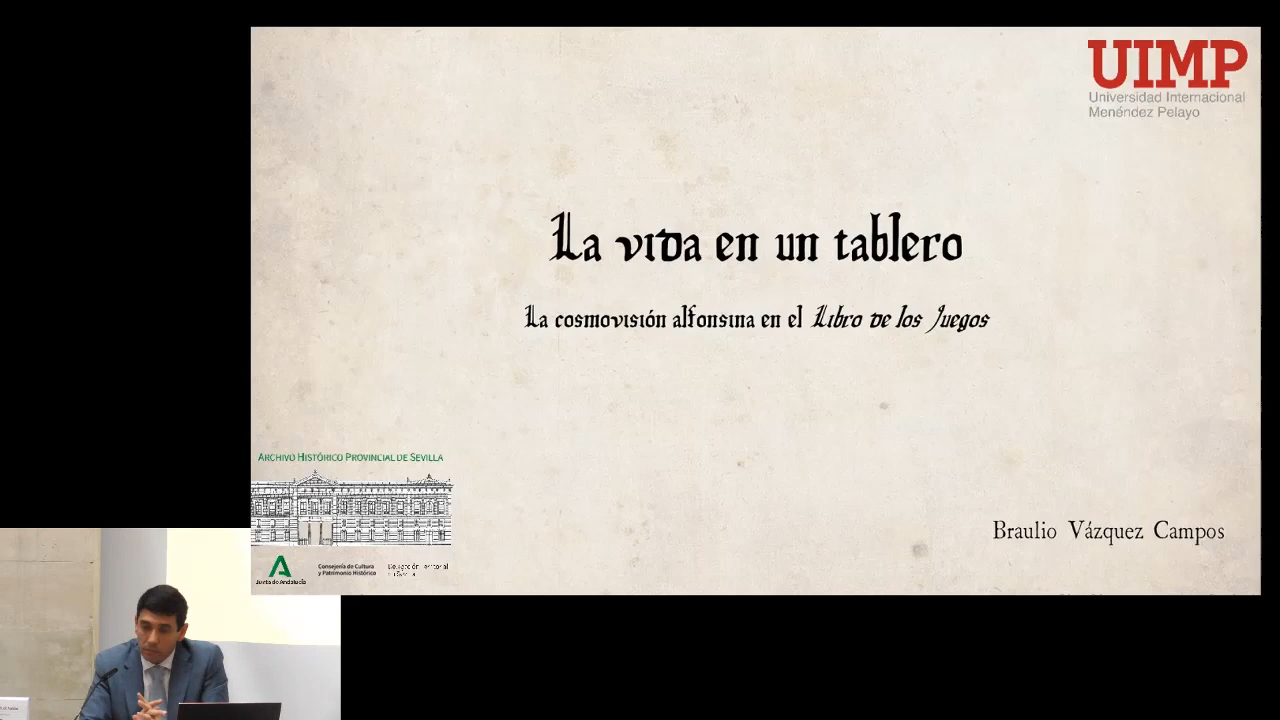 UIMP
Universidad Internacional
Menéndez Pelayo
La vida en un tablero
La cosmovisión alfonsina en el Libro de los Juegos
ARCHIVO HISTÓRICO PROVINCIAL DE SEVILLA
Braulio Vázquez Campos
Junta de Andalucía
Consejería de Cultura
y Patrimonio Histórico